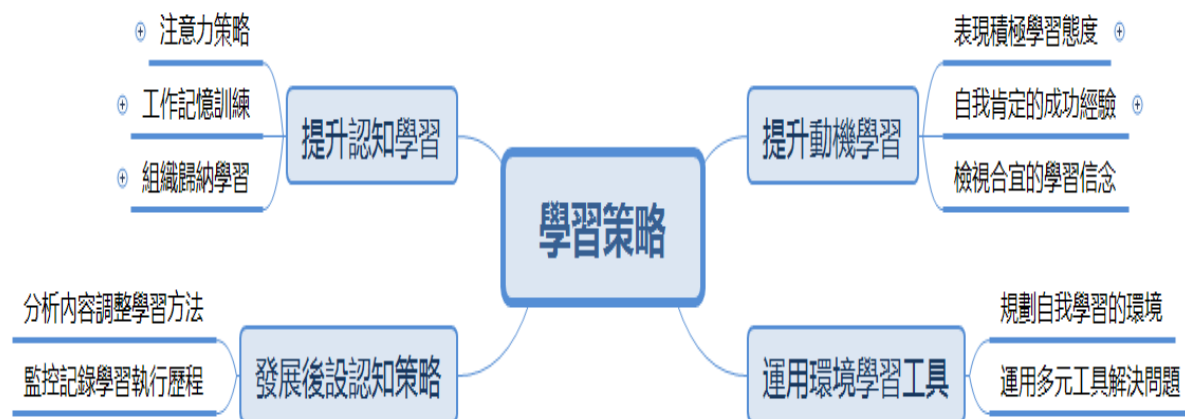 學習策略
提升認知學習
注意力策略
工作記憶訓練
組織歸納學習
提升動機學習
表現積極學習態度
自我肯定的成功經驗
檢視合宜的學習信念
發展後設認知策略
分析內容調整學習方法
監控記錄學習執行歷程
運用環境學習工具
規劃自我學習的環境
運用多元工具解決問題